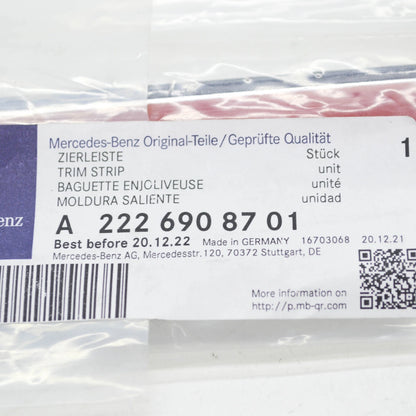 Mercedes-Benz Original-Teile/Geprüfte Qualität
ZIERLEISTE Stück 1
TRIM STRIP unit
BAGUETTE ENJOLIVEUSE unité
MOLDURA SALIENTE unidad
enz
A 222 690 87 01
Best before 20.12.22 Made in GERMANY 16703068 20.12.21
Mercedes-Benz AG, Mercedesstr.120, 70372 Stuttgart, DE
More information on
http://p.mb-qr.com/